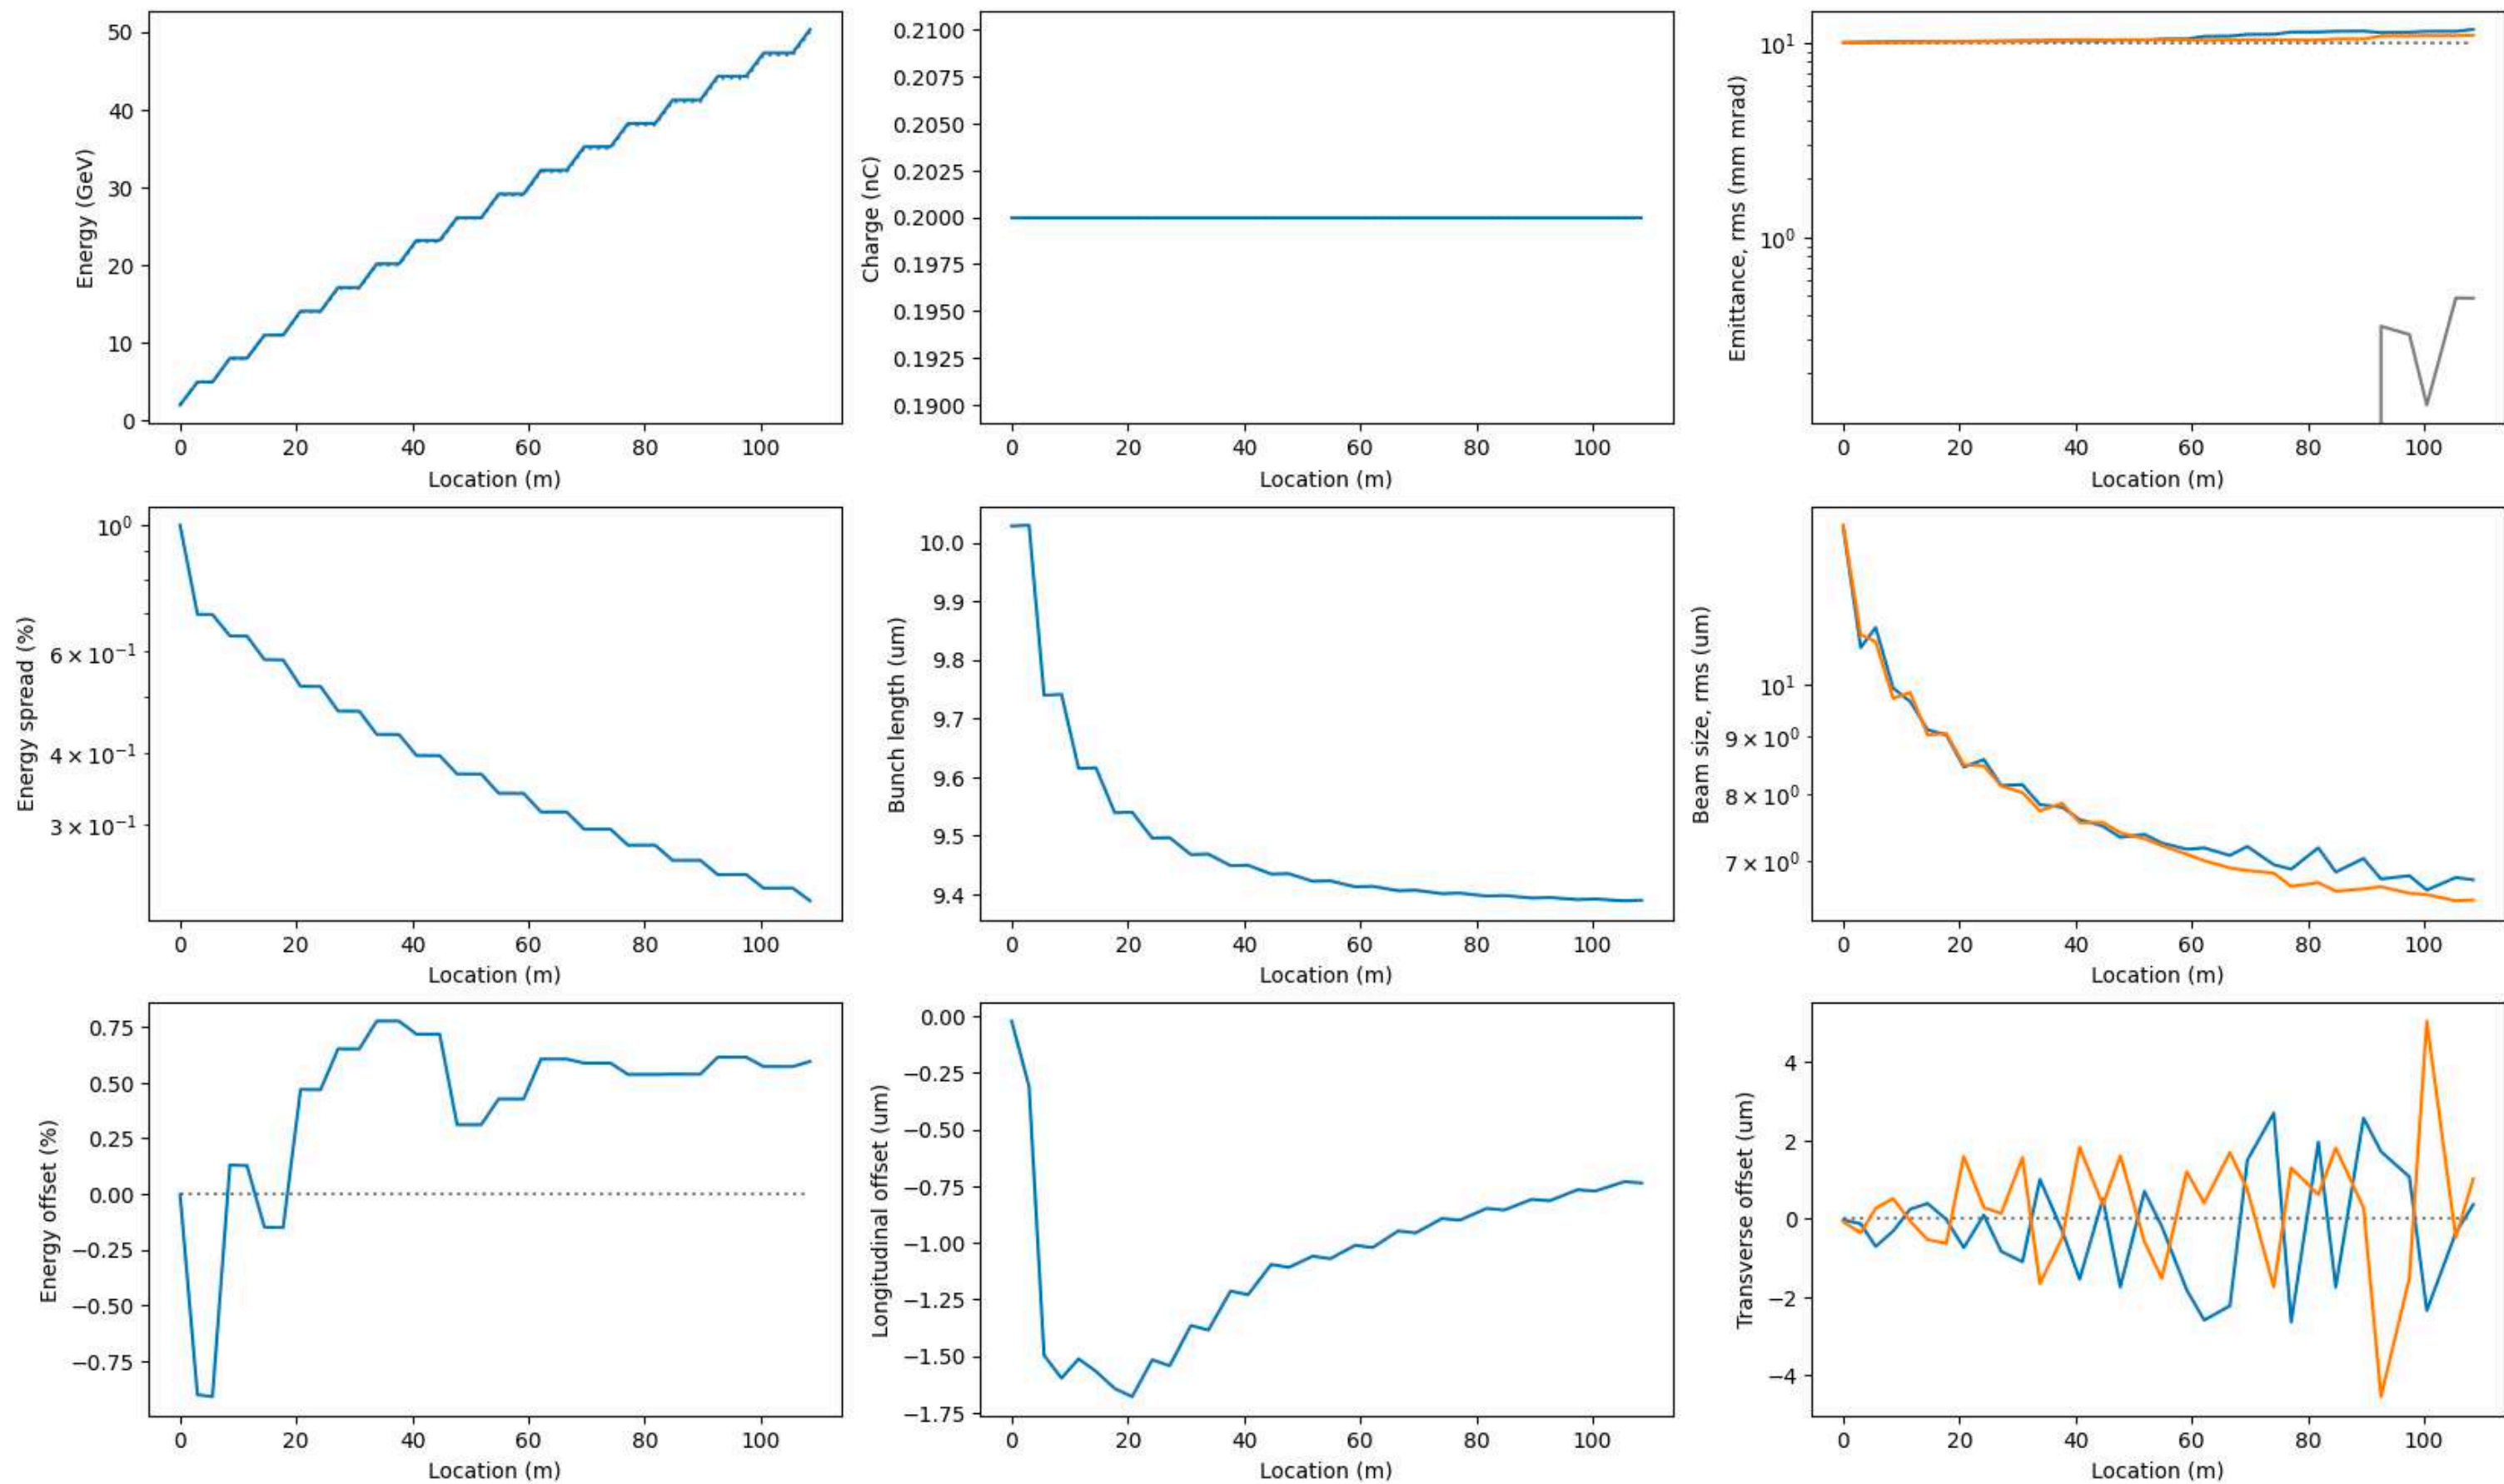 Energy (GeV)
50
40
30
20
10
0
0 20 40 60 80 100
Location (m)
Charge (nC)
0.2100
0.2075
0.2050
0.2025
0.2000
0.1975
0.1950
0.1925
0.1900
0 20 40 60 80 100
Location (m)
Emittance, rms (mm mrad)
10¹
10⁰
0 20 40 60 80 100
Location (m)
Energy spread (%)
10⁰
6 × 10⁻¹
4 × 10⁻¹
3 × 10⁻¹
0 20 40 60 80 100
Location (m)
Bunch length (um)
10.0
9.9
9.8
9.7
9.6
9.5
9.4
0 20 40 60 80 100
Location (m)
Beam size, rms (um)
10¹
9 × 10⁰
8 × 10⁰
7 × 10⁰
0 20 40 60 80 100
Location (m)
Energy offset (%)
0.75
0.50
0.25
0.00
−0.25
−0.50
−0.75
0 20 40 60 80 100
Location (m)
Longitudinal offset (um)
0.00
−0.25
−0.50
−0.75
−1.00
−1.25
−1.50
−1.75
0 20 40 60 80 100
Location (m)
Transverse offset (um)
4
2
0
−2
−4
0 20 40 60 80 100
Location (m)